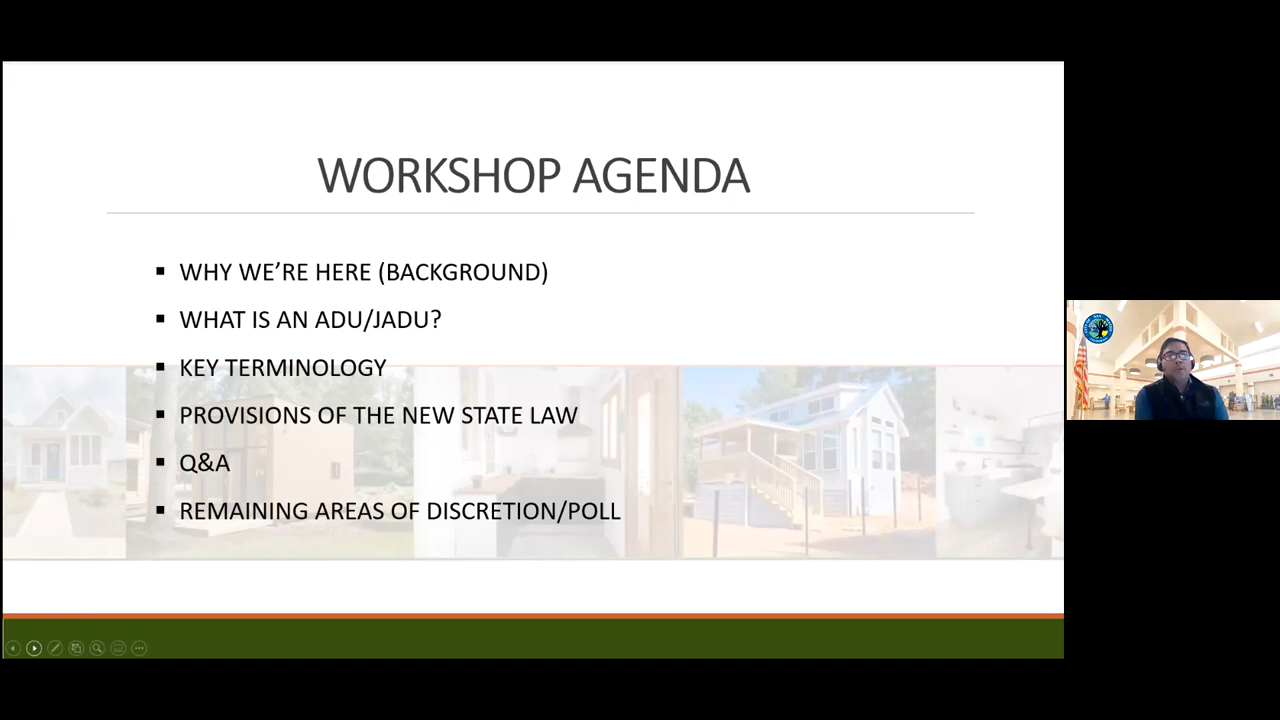 WORKSHOP AGENDA
▪ WHY WE’RE HERE (BACKGROUND)
▪ WHAT IS AN ADU/JADU?
▪ KEY TERMINOLOGY
▪ PROVISIONS OF THE NEW STATE LAW
▪ Q&A
▪ REMAINING AREAS OF DISCRETION/POLL